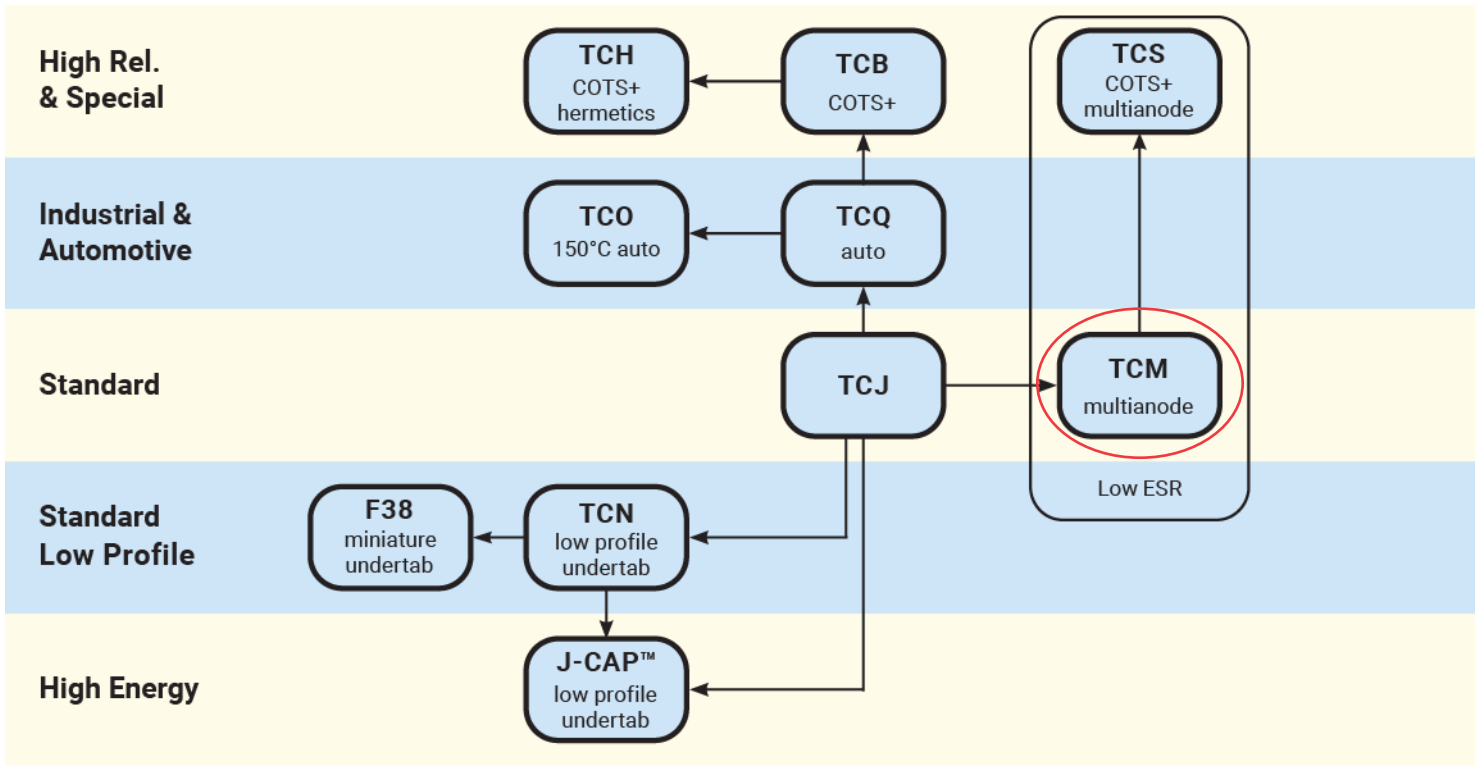 High Rel.
& Special
TCH
COTS+
hermetics
TCB
COTS+
TCS
COTS+
multianode
Industrial &
Automotive
TCO
150°C auto
TCQ
auto
Standard
TCJ
TCM
multianode
Low ESR
Standard
Low Profile
F38
miniature
undertab
TCN
low profile
undertab
High Energy
J-CAP™
low profile
undertab